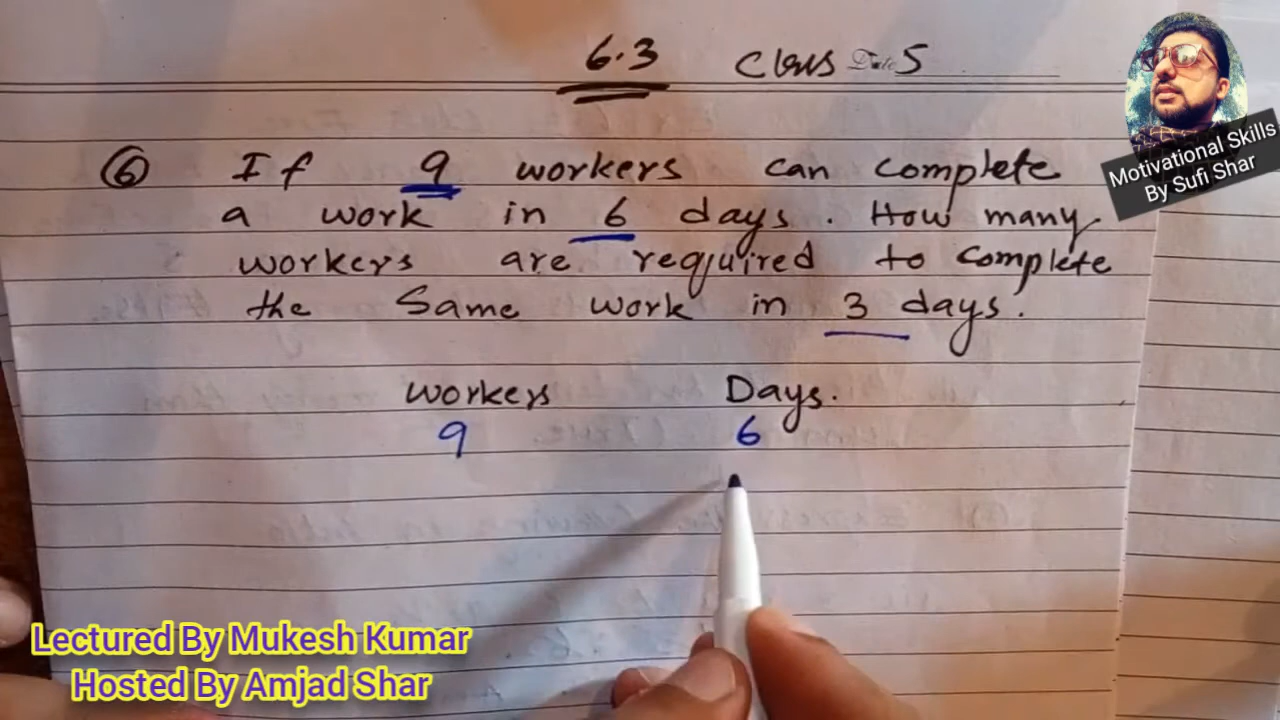 6.3 Class Date 5
Motivational Skills
By Sufi Shar
6 If 9 workers can complete
a work in 6 days. How many
workers are required to complete
the Same work in 3 days.
workers Days.
9 6
Lectured By Mukesh Kumar
Hosted By Amjad Shar